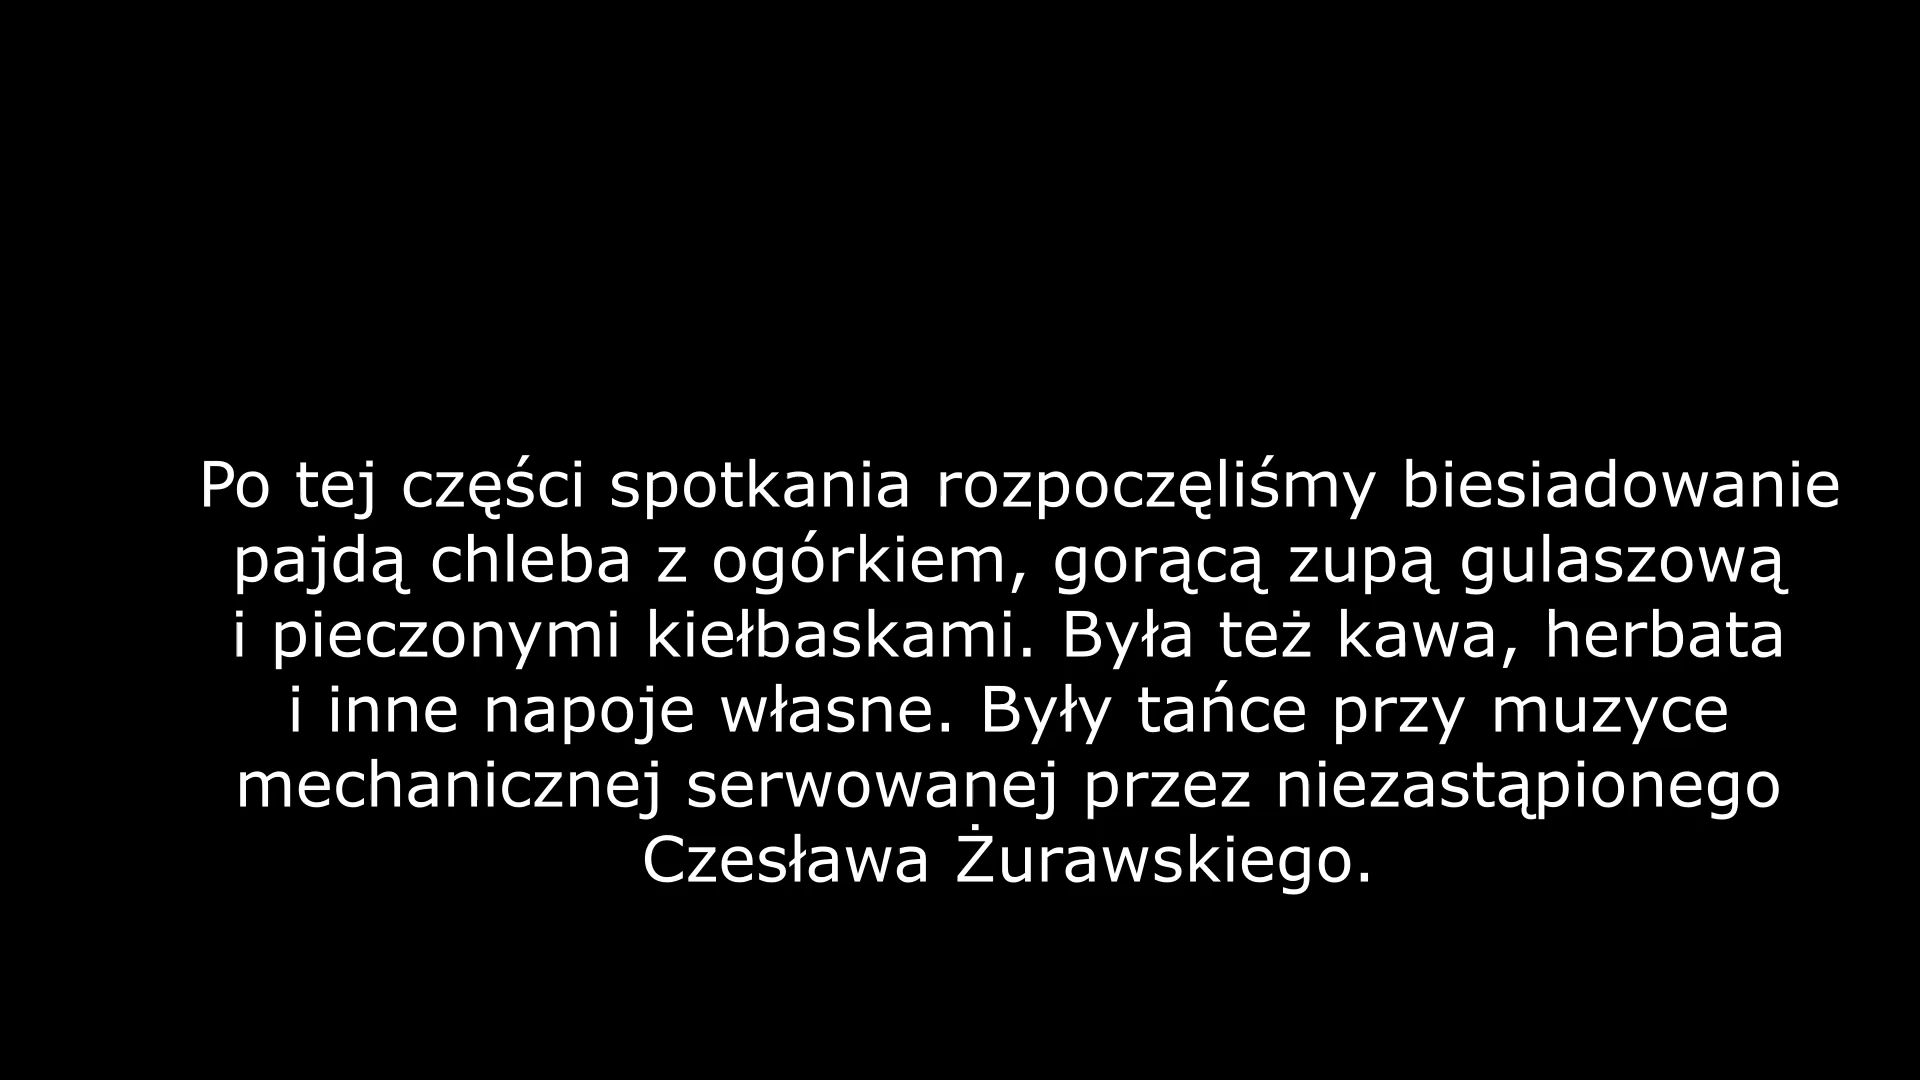 Po tej części spotkania rozpoczęliśmy biesiadowanie
pajdą chleba z ogórkiem, gorącą zupą gulaszową
i pieczonymi kiełbaskami. Była też kawa, herbata
i inne napoje własne. Były tańce przy muzyce
mechanicznej serwowanej przez niezastąpionego
Czesława Żurawskiego.